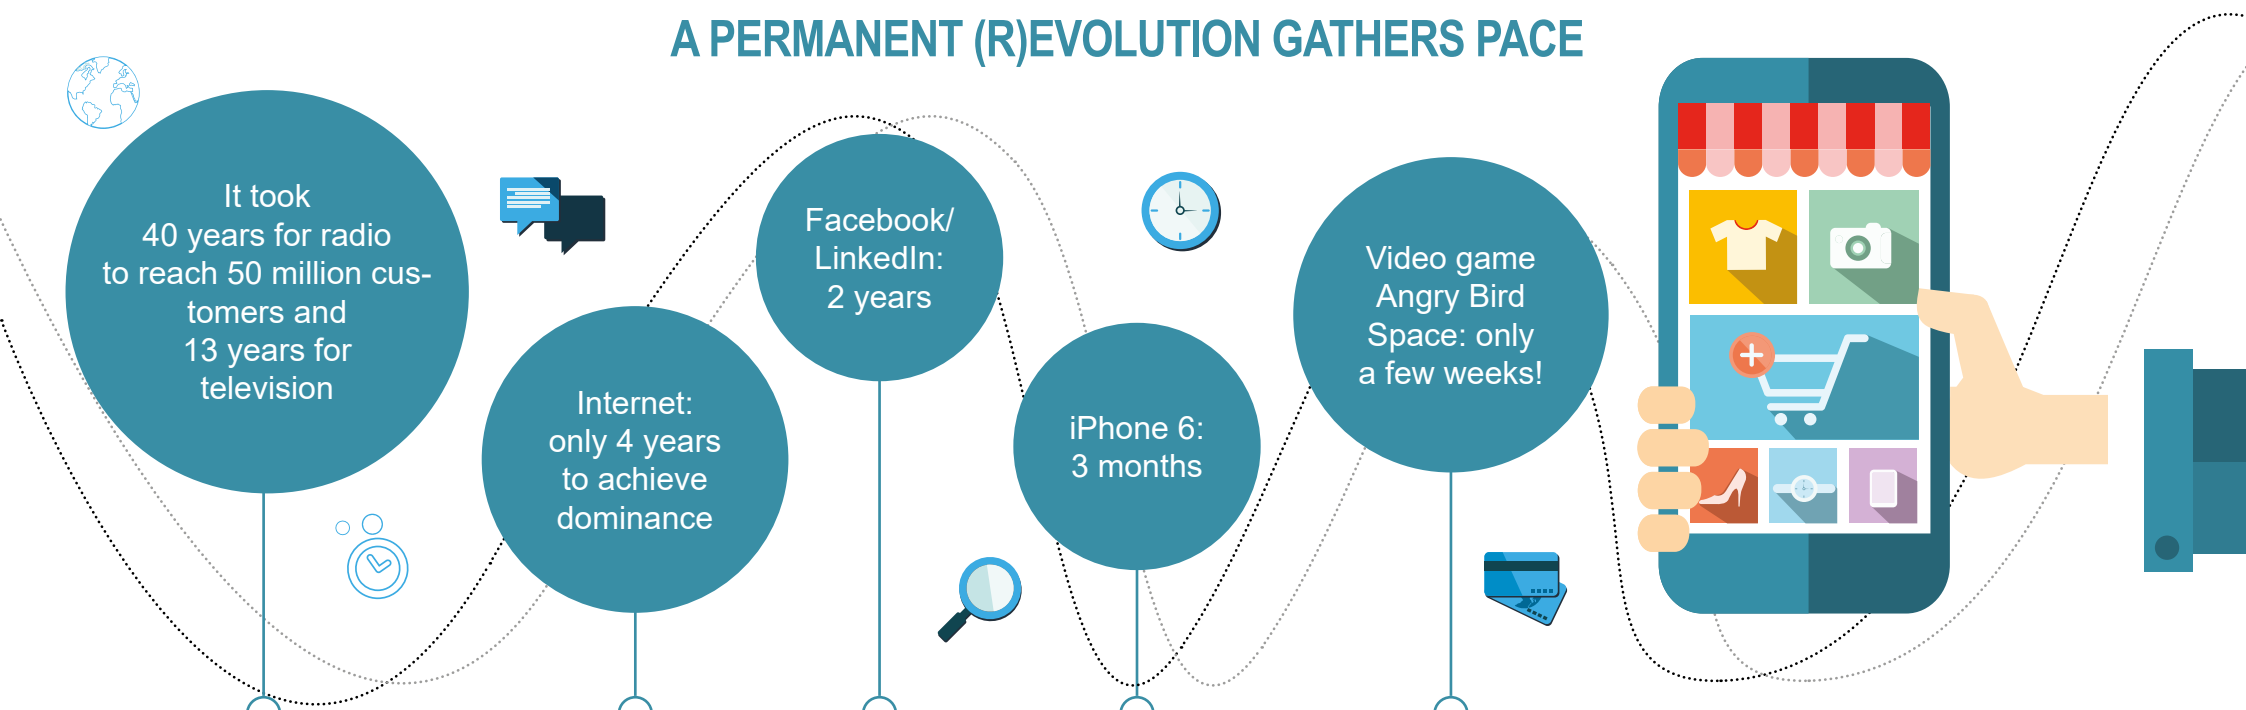 A PERMANENT (R)EVOLUTION GATHERS PACE
It took
40 years for radio
to reach 50 million cus-
tomers and
13 years for
television
Internet:
only 4 years
to achieve
dominance
Facebook/
LinkedIn:
2 years
iPhone 6:
3 months
Video game
Angry Bird
Space: only
a few weeks!